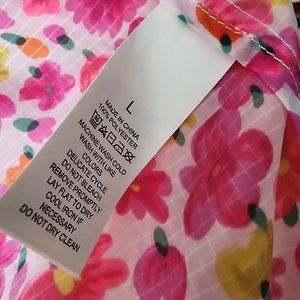 L
MADE IN CHINA
100% POLYESTER
MACHINE WASH COLD
WASH WITH LIKE
COLORS
DELICATE CYCLE
DO NOT BLEACH
REMOVE PROMPTLY
LAY FLAT TO DRY
COOL IRON IF
NECESSARY
DO NOT DRY CLEAN